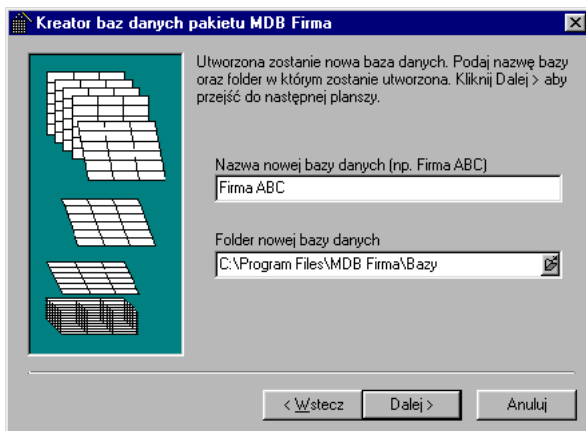 Kreator baz danych pakietu MDB Firma
Utworzona zostanie nowa baza danych. Podaj nazwę bazy
oraz folder w którym zostanie utworzona. Kliknij Dalej > aby
przejść do następnej planszy.
Nazwa nowej bazy danych (np. Firma ABC)
Firma ABC
Folder nowej bazy danych
C:\Program Files\MDB Firma\Bazy
< Wstecz
Dalej >
Anuluj